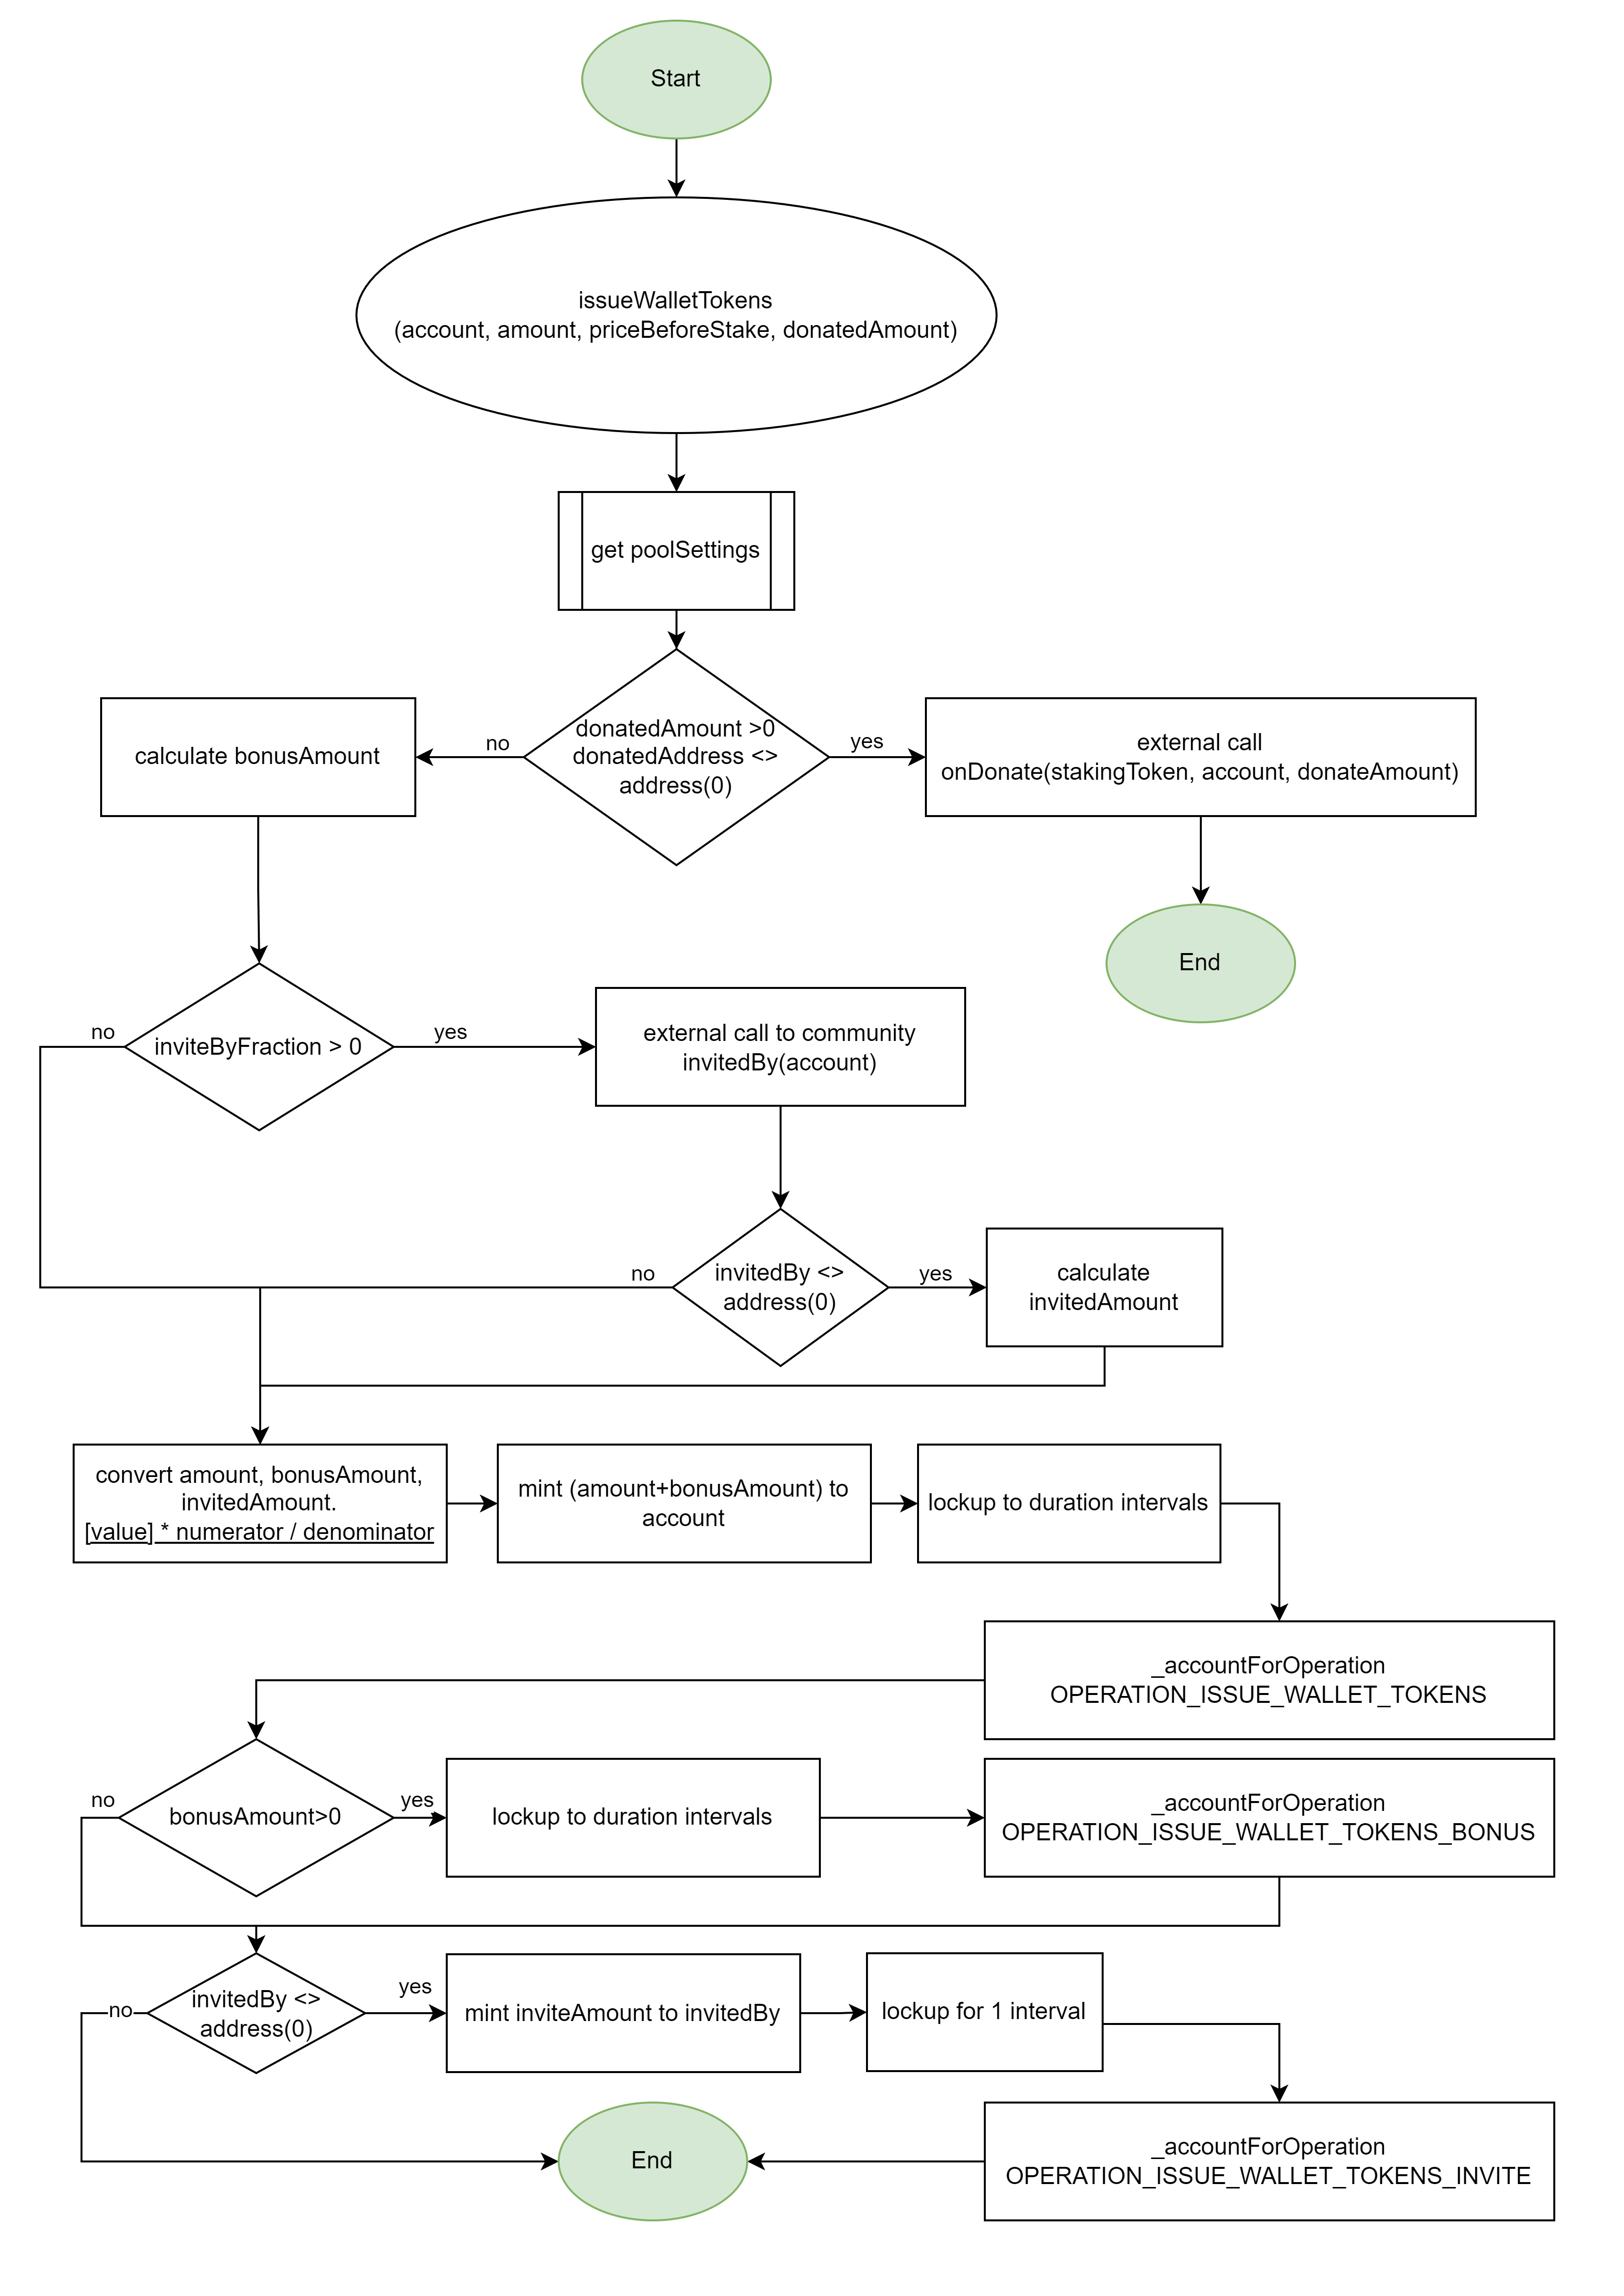 Start
issueWalletTokens
(account, amount, priceBeforeStake, donatedAmount)
get poolSettings
donatedAmount >0
donatedAddress <>
address(0)
no
yes
calculate bonusAmount
external call
onDonate(stakingToken, account, donateAmount)
End
inviteByFraction > 0
no
yes
external call to community
invitedBy(account)
invitedBy <>
address(0)
no
yes
calculate
invitedAmount
convert amount, bonusAmount,
invitedAmount.
[value] * numerator / denominator
mint (amount+bonusAmount) to
account
lockup to duration intervals
_accountForOperation
OPERATION_ISSUE_WALLET_TOKENS
no
bonusAmount>0
yes
lockup to duration intervals
_accountForOperation
OPERATION_ISSUE_WALLET_TOKENS_BONUS
no
invitedBy <>
address(0)
yes
mint inviteAmount to invitedBy
lockup for 1 interval
_accountForOperation
OPERATION_ISSUE_WALLET_TOKENS_INVITE
End